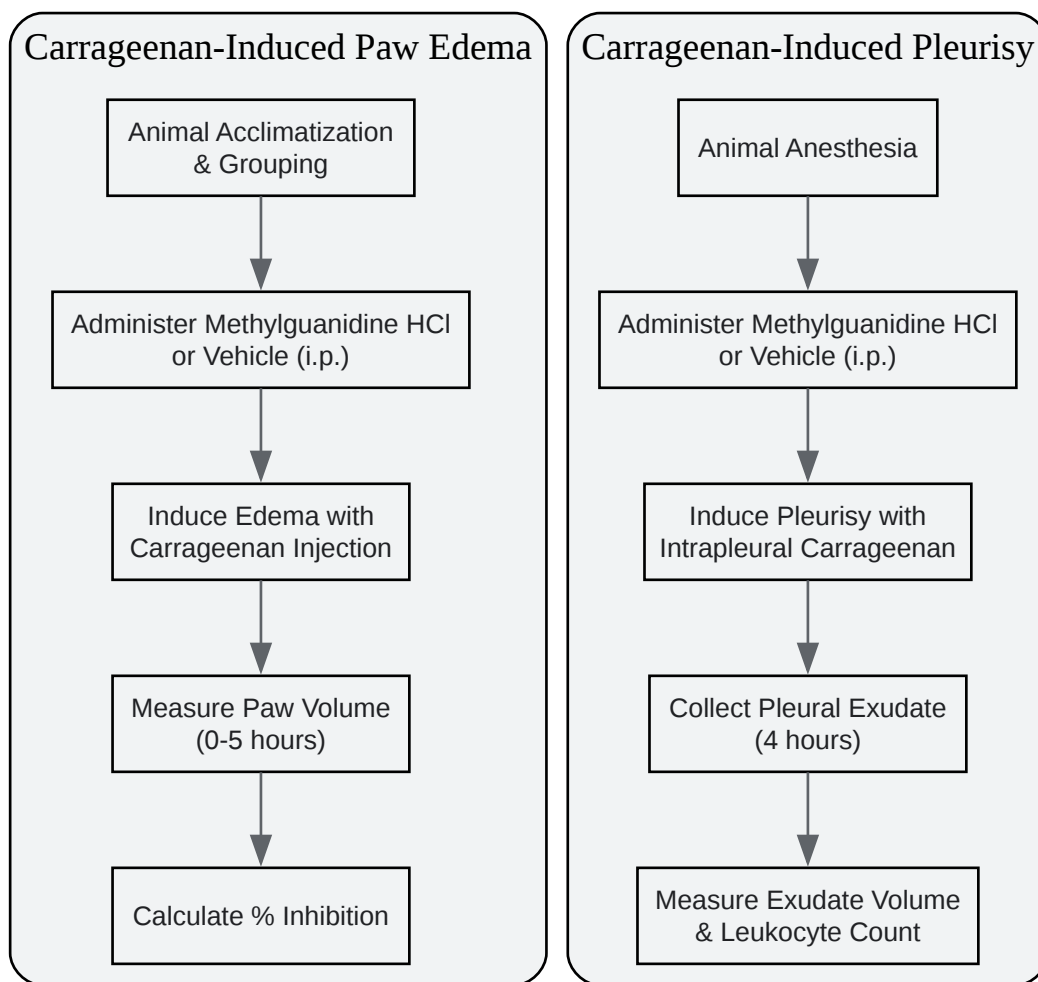 Carrageenan-Induced Paw Edema
Animal Acclimatization
& Grouping
Administer Methylguanidine HCl
or Vehicle (i.p.)
Induce Edema with
Carrageenan Injection
Measure Paw Volume
(0-5 hours)
Calculate % Inhibition
Carrageenan-Induced Pleurisy
Animal Anesthesia
Administer Methylguanidine HCl
or Vehicle (i.p.)
Induce Pleurisy with
Intrapleural Carrageenan
Collect Pleural Exudate
(4 hours)
Measure Exudate Volume
& Leukocyte Count